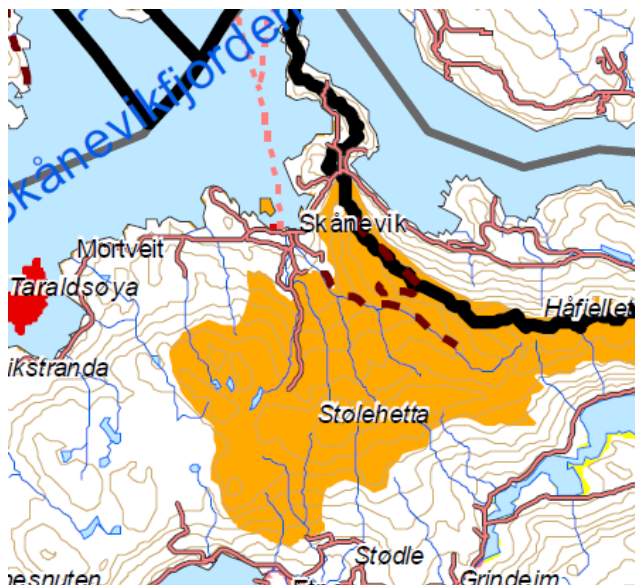 Skånevikfjorden
Skånevik
Mortveit
Taraldsøya
Håfjellet
ikstranda
Stølehetta
Stødle
esnuten
Grindeim